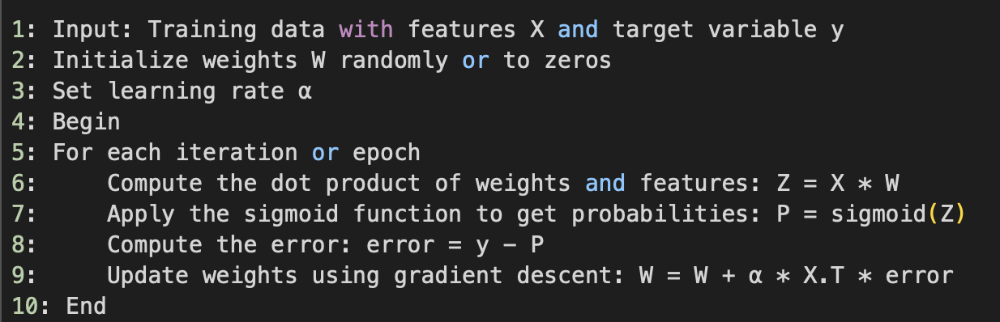 1: Input: Training data with features X and target variable y
2: Initialize weights W randomly or to zeros
3: Set learning rate α
4: Begin
5: For each iteration or epoch
6:     Compute the dot product of weights and features: Z = X * W
7:     Apply the sigmoid function to get probabilities: P = sigmoid(Z)
8:     Compute the error: error = y − P
9:     Update weights using gradient descent: W = W + α * X.T * error
10: End